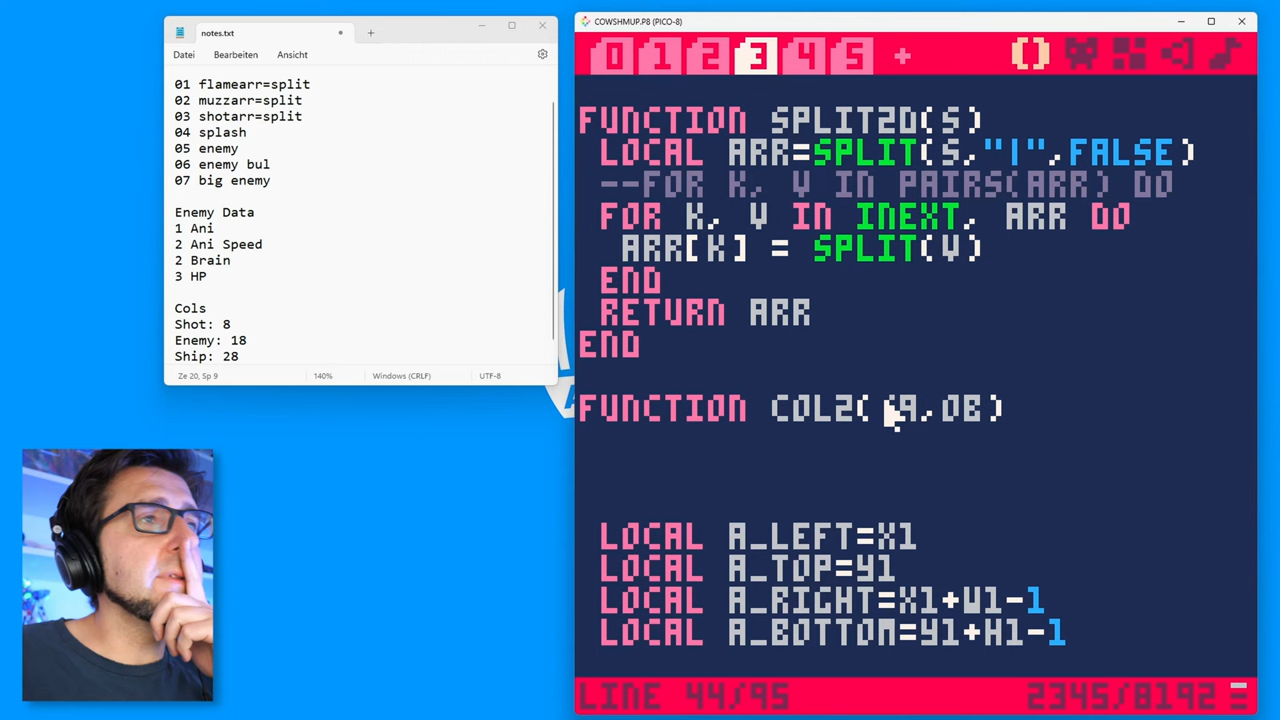 notes.txt
Datei Bearbeiten Ansicht
01 flamearr=split
02 muzzarr=split
03 shotarr=split
04 splash
05 enemy
06 enemy bul
07 big enemy
Enemy Data
1 Ani
2 Ani Speed
2 Brain
3 HP
Cols
Shot: 8
Enemy: 18
Ship: 28
Ze 20, Sp 9 140% Windows (CRLF) UTF-8
COWSHMUP.P8 (PICO-8)
0 1 2 3 4 5 +
FUNCTION SPLIT2D(S)
LOCAL ARR=SPLIT(S,"|",FALSE)
--FOR K, V IN PAIRS(ARR) DO
FOR K, V IN INEXT, ARR DO
ARR[K] = SPLIT(V)
END
RETURN ARR
END
FUNCTION COL2( ,OB)
LOCAL A_LEFT=X1
LOCAL A_TOP=Y1
LOCAL A_RIGHT=X1+W1-1
LOCAL A_BOTTOM=Y1+H1-1
LINE 44/95 2345/8192